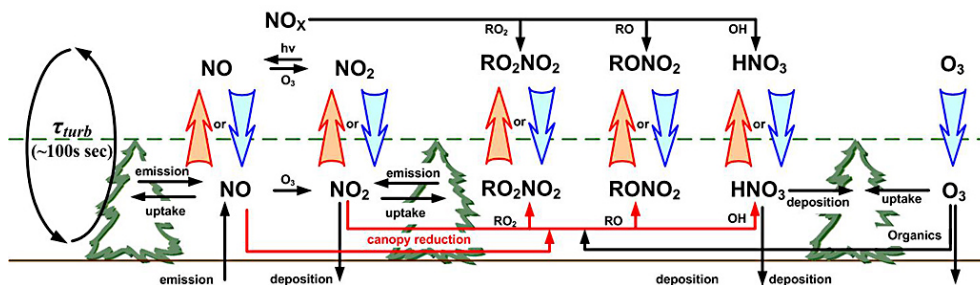 NOX
RO2 RO OH
hv
NO NO2 RO2NO2 RONO2 HNO3 O3
O3
or or or or or
τturb
(~100s sec)
emission emission
NO O3 NO2 RO2NO2 RONO2 HNO3 O3
uptake uptake deposition uptake
RO2 RO OH
canopy reduction Organics
emission deposition deposition deposition